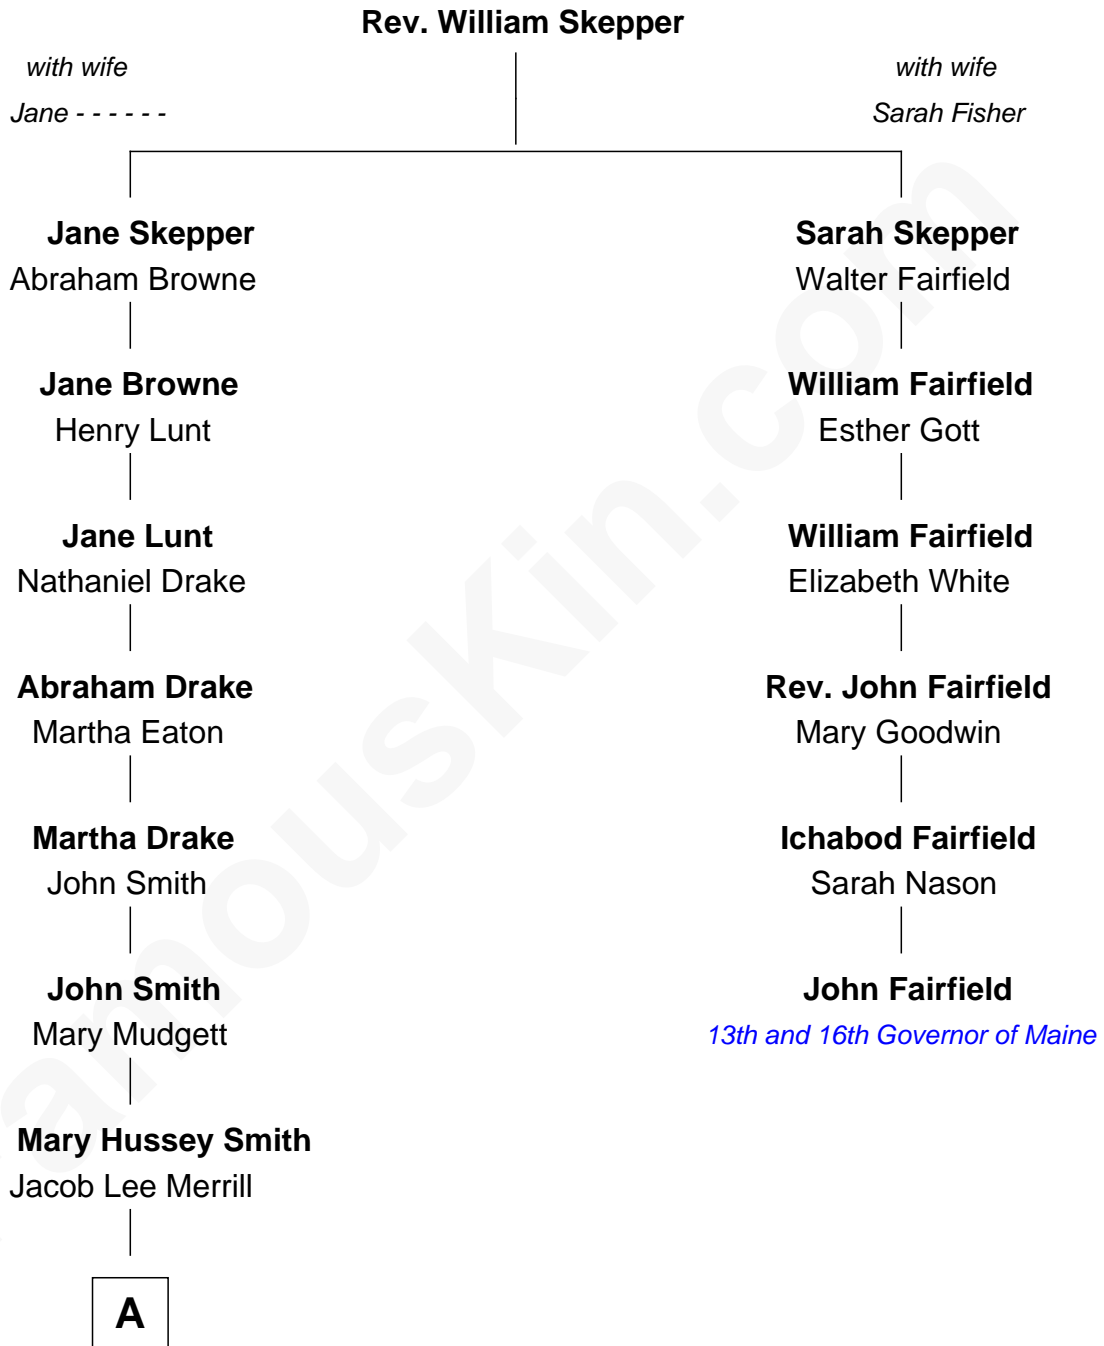 Rev. William Skepper
with wife
Jane - - - - - -
with wife
Sarah Fisher
Jane Skepper
Abraham Browne
Sarah Skepper
Walter Fairfield
Jane Browne
Henry Lunt
William Fairfield
Esther Gott
Jane Lunt
Nathaniel Drake
William Fairfield
Elizabeth White
Abraham Drake
Martha Eaton
Rev. John Fairfield
Mary Goodwin
Martha Drake
John Smith
Ichabod Fairfield
Sarah Nason
John Smith
Mary Mudgett
John Fairfield
13th and 16th Governor of Maine
Mary Hussey Smith
Jacob Lee Merrill
A
amousKin.com